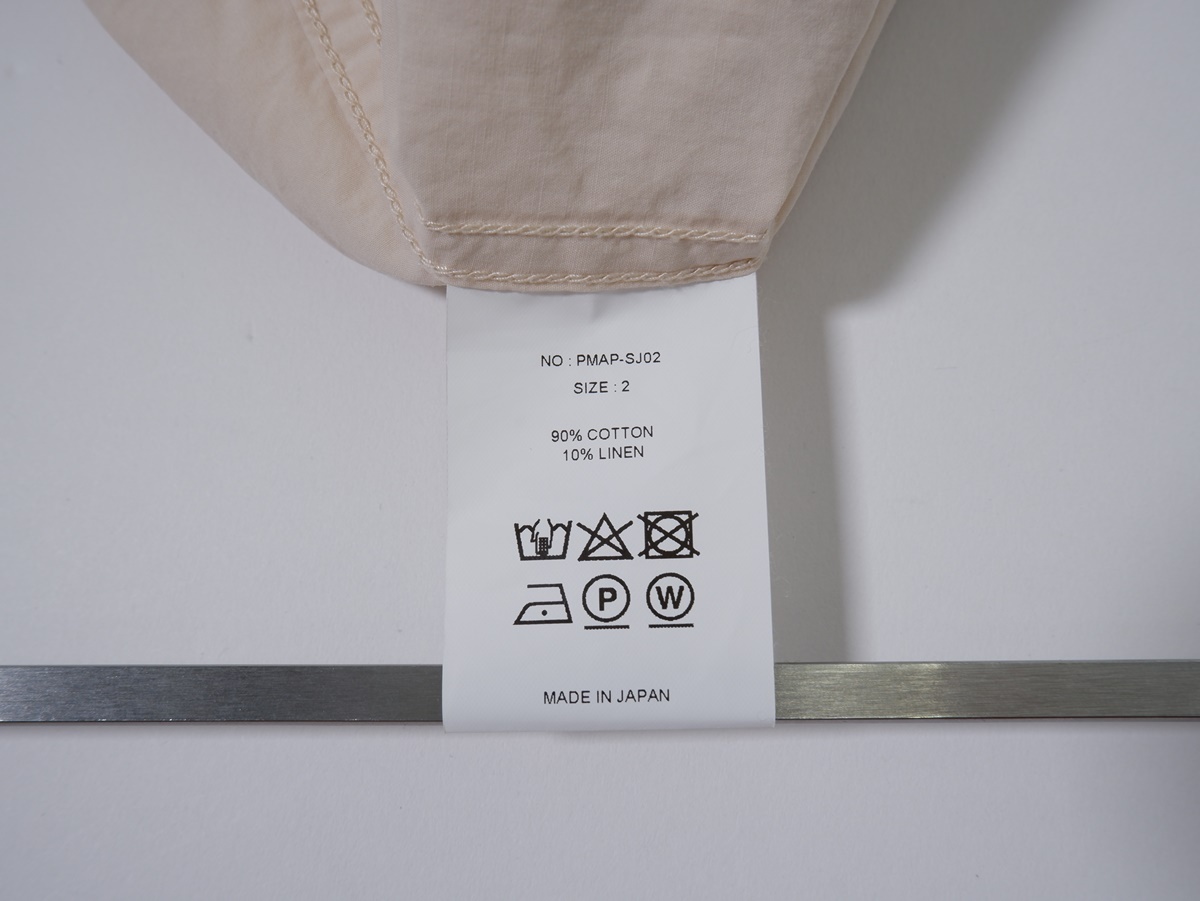 NO : PMAP-SJ02
SIZE : 2
90% COTTON
10% LINEN
P W
MADE IN JAPAN